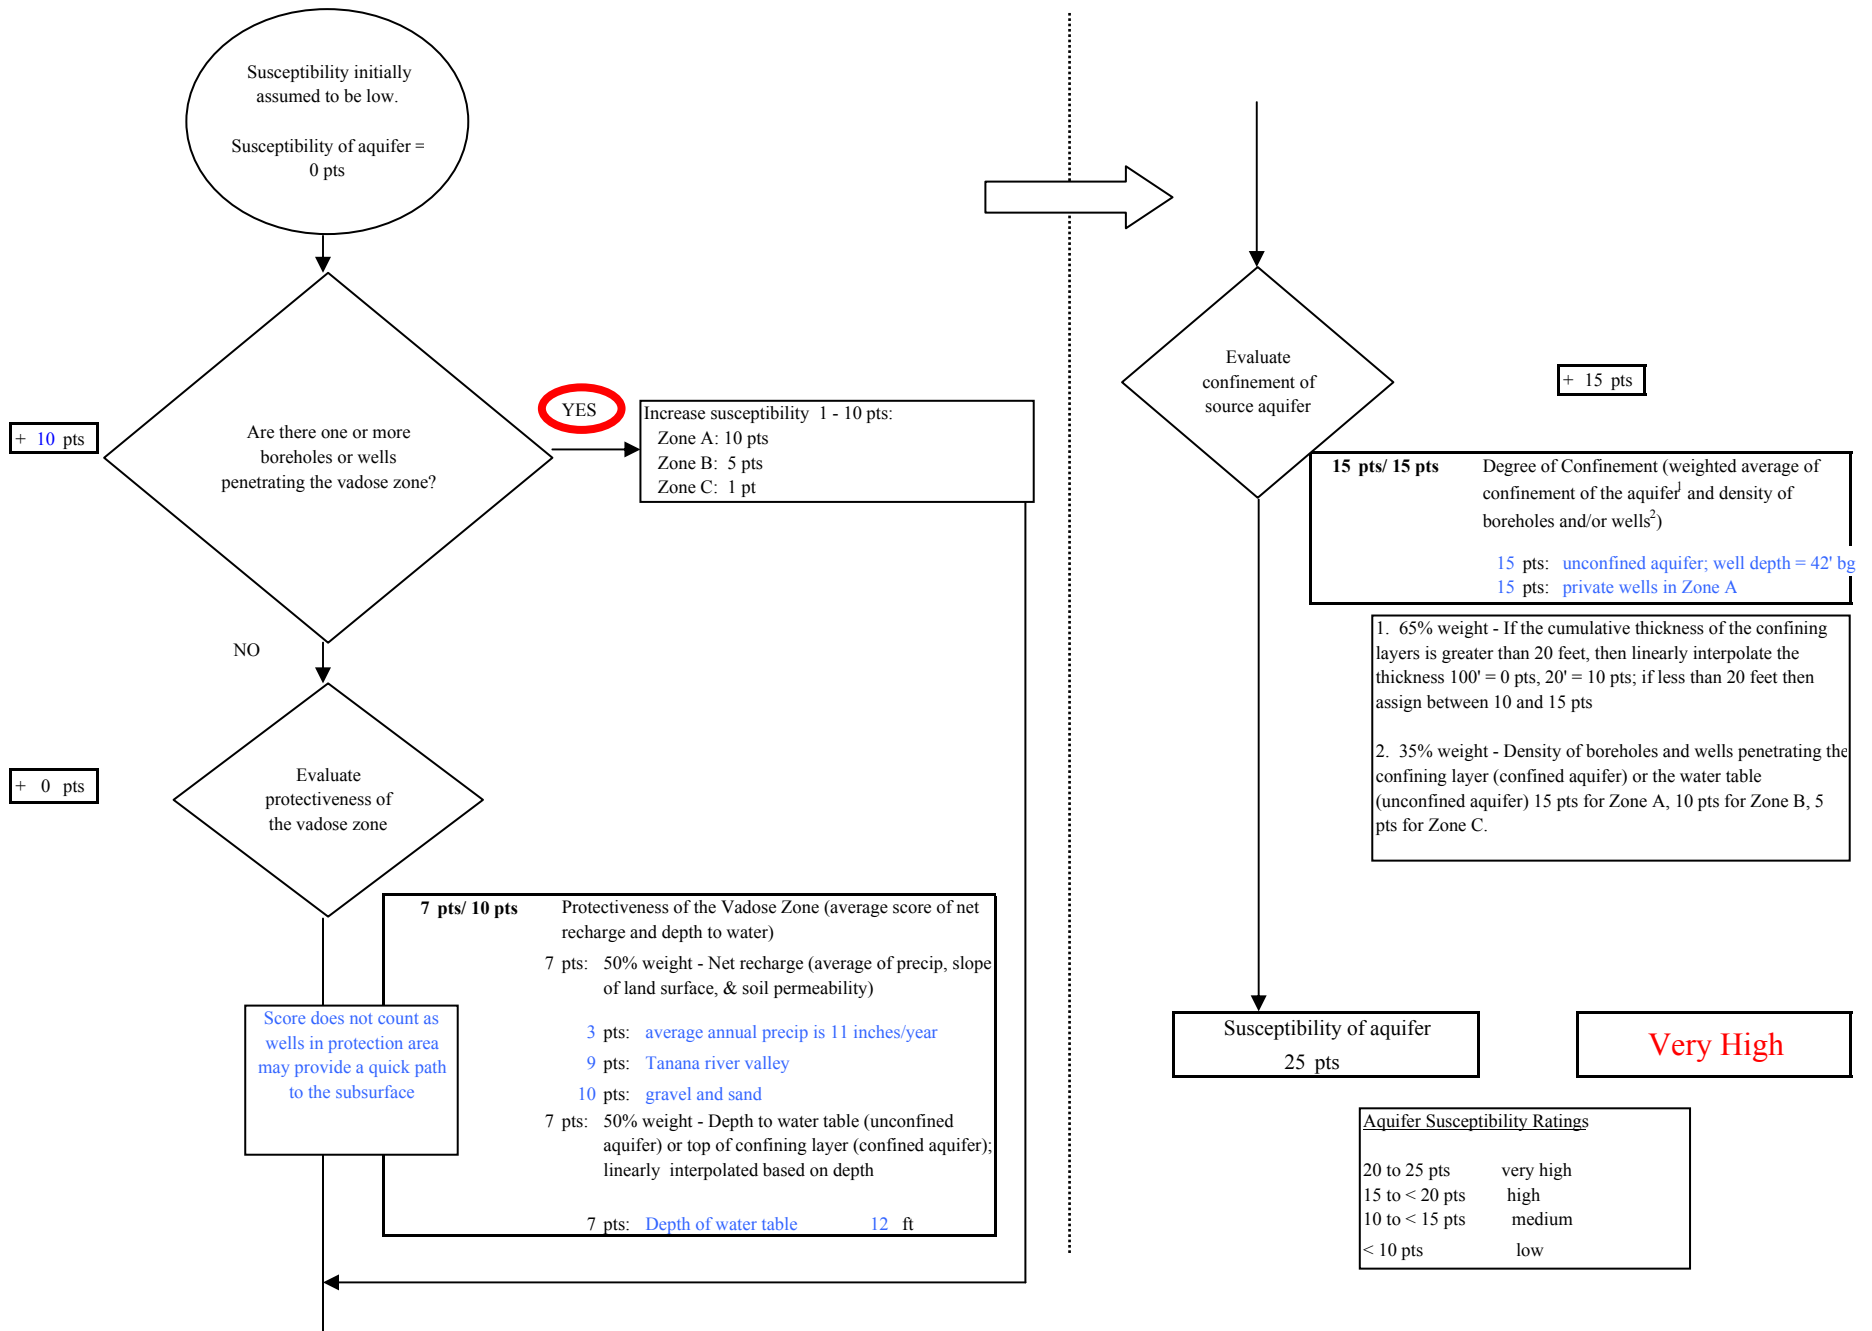 Susceptibility initially
assumed to be low.
Susceptibility of aquifer =
0 pts
+ 10 pts
Are there one or more
boreholes or wells
penetrating the vadose zone?
YES
Increase susceptibility 1 - 10 pts:
Zone A: 10 pts
Zone B: 5 pts
Zone C: 1 pt
NO
+ 0 pts
Evaluate
protectiveness of
the vadose zone
7 pts/ 10 pts
Protectiveness of the Vadose Zone (average score of net
recharge and depth to water)
7 pts: 50% weight - Net recharge (average of precip, slope
of land surface, & soil permeability)
3 pts: average annual precip is 11 inches/year
9 pts: Tanana river valley
10 pts: gravel and sand
7 pts: 50% weight - Depth to water table (unconfined
aquifer) or top of confining layer (confined aquifer);
linearly interpolated based on depth
7 pts: Depth of water table 12 ft
Score does not count as
wells in protection area
may provide a quick path
to the subsurface
Evaluate
confinement of
source aquifer
+ 15 pts
15 pts/ 15 pts
Degree of Confinement (weighted average of
confinement of the aquifer1 and density of
boreholes and/or wells2)
15 pts: unconfined aquifer; well depth = 42' bg
15 pts: private wells in Zone A
1. 65% weight - If the cumulative thickness of the confining
layers is greater than 20 feet, then linearly interpolate the
thickness 100' = 0 pts, 20' = 10 pts; if less than 20 feet then
assign between 10 and 15 pts
2. 35% weight - Density of boreholes and wells penetrating the
confining layer (confined aquifer) or the water table
(unconfined aquifer) 15 pts for Zone A, 10 pts for Zone B, 5
pts for Zone C.
Susceptibility of aquifer
25 pts
Very High
Aquifer Susceptibility Ratings
20 to 25 pts very high
15 to < 20 pts high
10 to < 15 pts medium
< 10 pts low